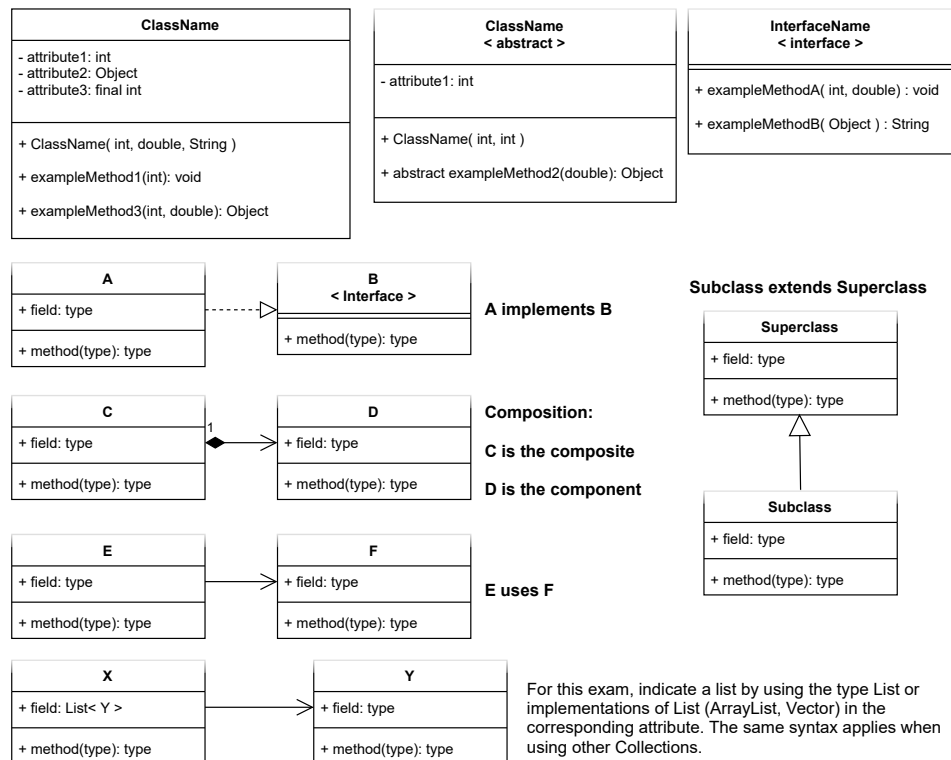 ClassName
- attribute1: int
- attribute2: Object
- attribute3: final int
+ ClassName( int, double, String )
+ exampleMethod1(int): void
+ exampleMethod3(int, double): Object
ClassName
< abstract >
- attribute1: int
+ ClassName( int, int )
+ abstract exampleMethod2(double): Object
InterfaceName
< interface >
+ exampleMethodA( int, double) : void
+ exampleMethodB( Object ) : String
A
+ field: type
+ method(type): type
B
< Interface >
+ method(type): type
A implements B
Subclass extends Superclass
Superclass
+ field: type
+ method(type): type
Subclass
+ field: type
+ method(type): type
C
+ field: type
+ method(type): type
1
D
+ field: type
+ method(type): type
Composition:
C is the composite
D is the component
E
+ field: type
+ method(type): type
F
+ field: type
+ method(type): type
E uses F
X
+ field: List< Y >
+ method(type): type
Y
+ field: type
+ method(type): type
For this exam, indicate a list by using the type List or
implementations of List (ArrayList, Vector) in the
corresponding attribute. The same syntax applies when
using other Collections.